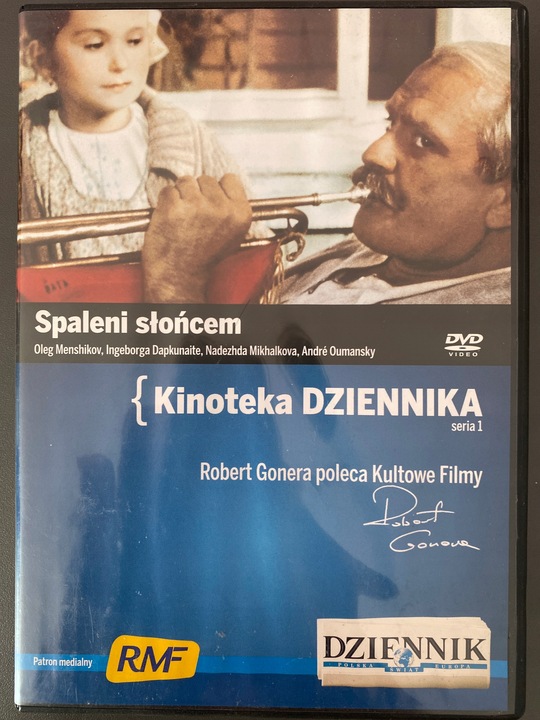 Spaleni słońcem
Oleg Menshikov, Ingeborga Dapkunaite, Nadezhda Mikhalkova, André Oumansky
DVD
VIDEO
{ Kinoteka DZIENNIKA
seria 1
Robert Gonera poleca Kultowe Filmy
Robert
Gonera
Patron medialny
RMF
DZIENNIK
POLSKA ŚWIAT EUROPA